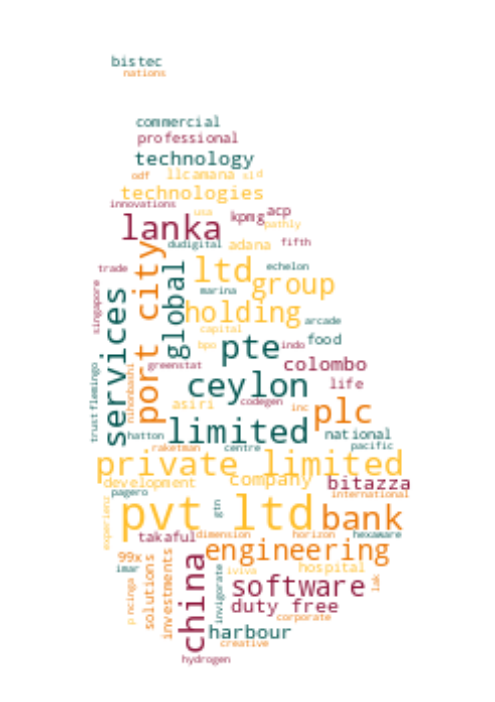 bistec
nations
commercial
professional
technology
odf llcamana sld
technologies
innovations
usa kpmg acp
lanka pathly
dudigital adana fifth
port city
global
ltd
trade
echelon
group
singapore
services
marina
holding
arcade
capital
bpo pte indo food
greenstat colombo
ceylon life
nihonbashi
flemingo
trust
asiri codegen inc plc
hatton limited national
raketman centre pacific
private limited
development company bitazza
pagero international
experienz
pvt ltd
gtn
bank
takaful dimension horizon hexaware
engineering
99x
imar
solutions
investments
china
iviva hospital
software
lak
invigorate
duty free
corporate
harbour
creative
hydrogen